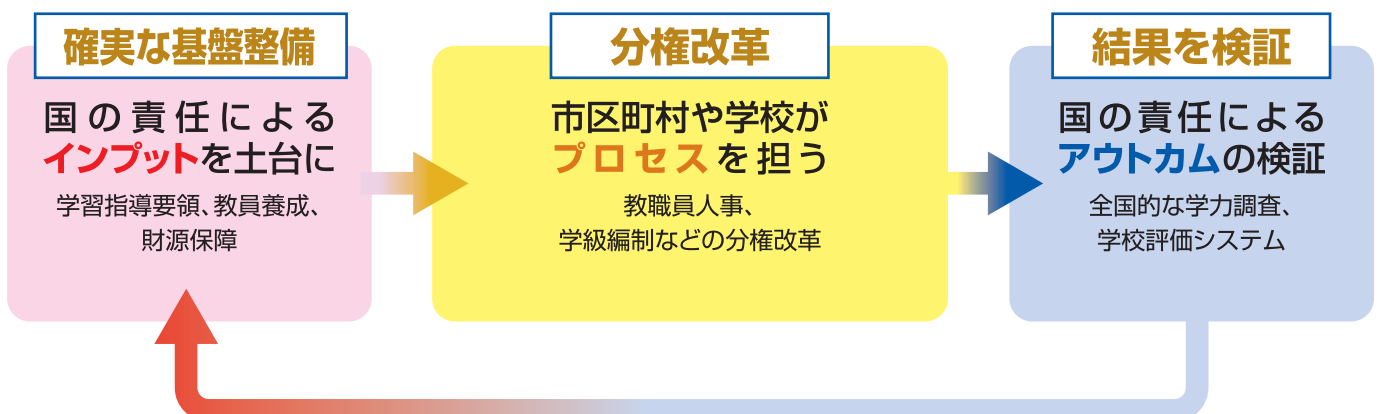 確実な基盤整備
国の責任による
インプットを土台に
学習指導要領、教員養成、
財源保障
分権改革
市区町村や学校が
プロセスを担う
教職員人事、
学級編制などの分権改革
結果を検証
国の責任による
アウトカムの検証
全国的な学力調査、
学校評価システム